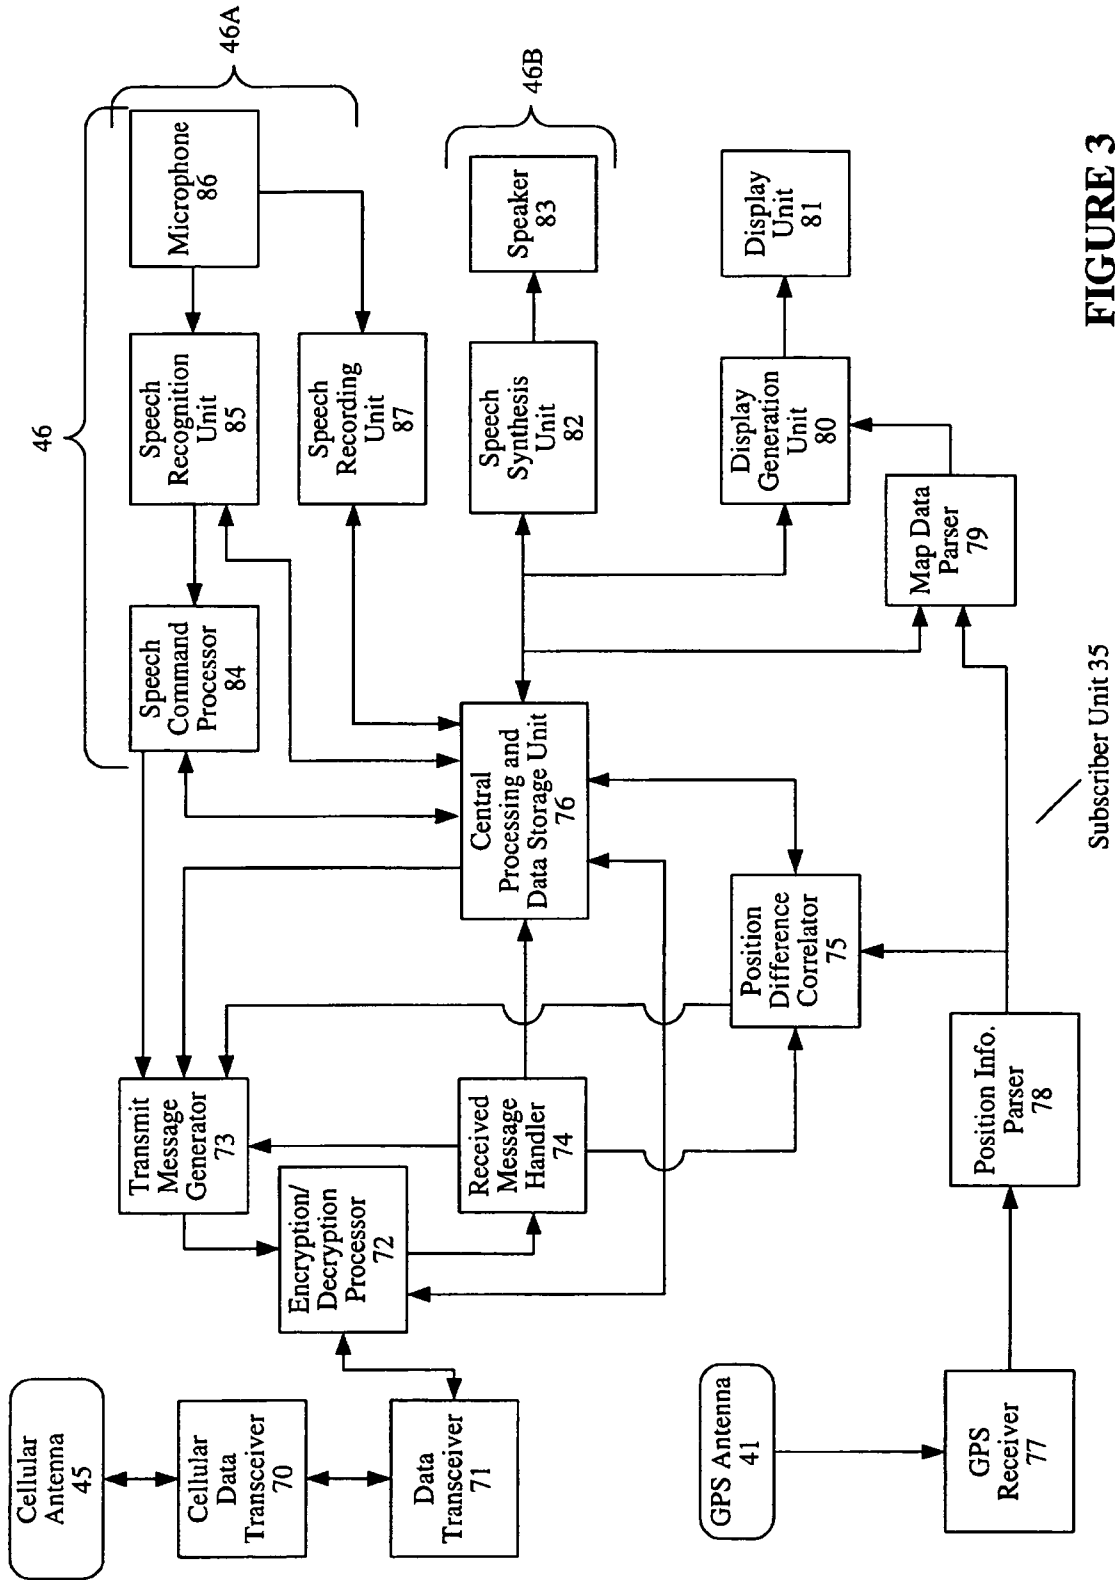 Cellular
Antenna
45
Cellular
Data
Transceiver
70
Data
Transceiver
71
Encryption/
Decryption
Processor
72
Transmit
Message
Generator
73
Received
Message
Handler
74
Position
Difference
Correlator
75
Central
Processing and
Data Storage Unit
76
Speech
Command
Processor
84
Speech
Recognition
Unit
85
Microphone
86
46
46A
Speech
Recording
Unit
87
Speech
Synthesis
Unit
82
Speaker
83
46B
Display
Generation
Unit
80
Display
Unit
81
Map Data
Parser
79
GPS Antenna
41
GPS
Receiver
77
Position Info.
Parser
78
Subscriber Unit 35
FIGURE 3